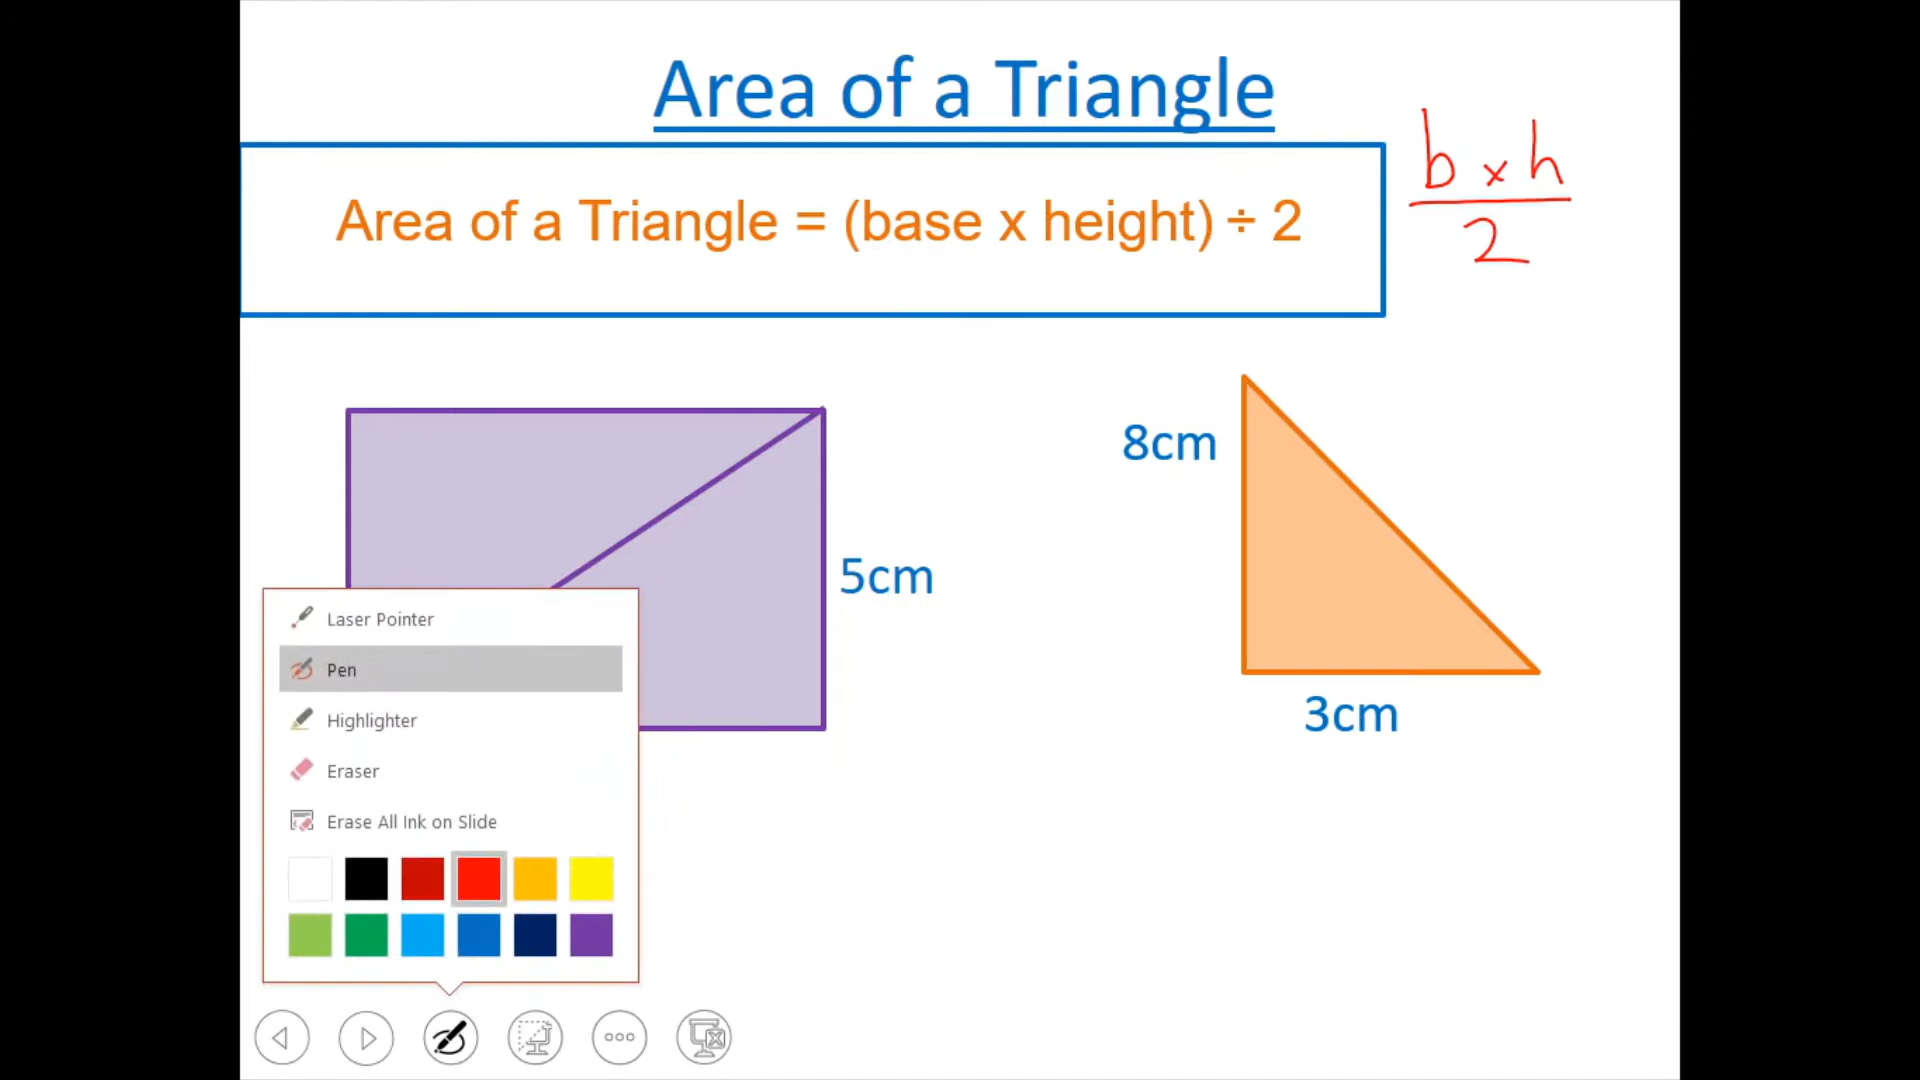 Area of a Triangle
Area of a Triangle = (base x height) ÷ 2
b x h
2
8cm
5cm
3cm
Laser Pointer
Pen
Highlighter
Eraser
Erase All Ink on Slide